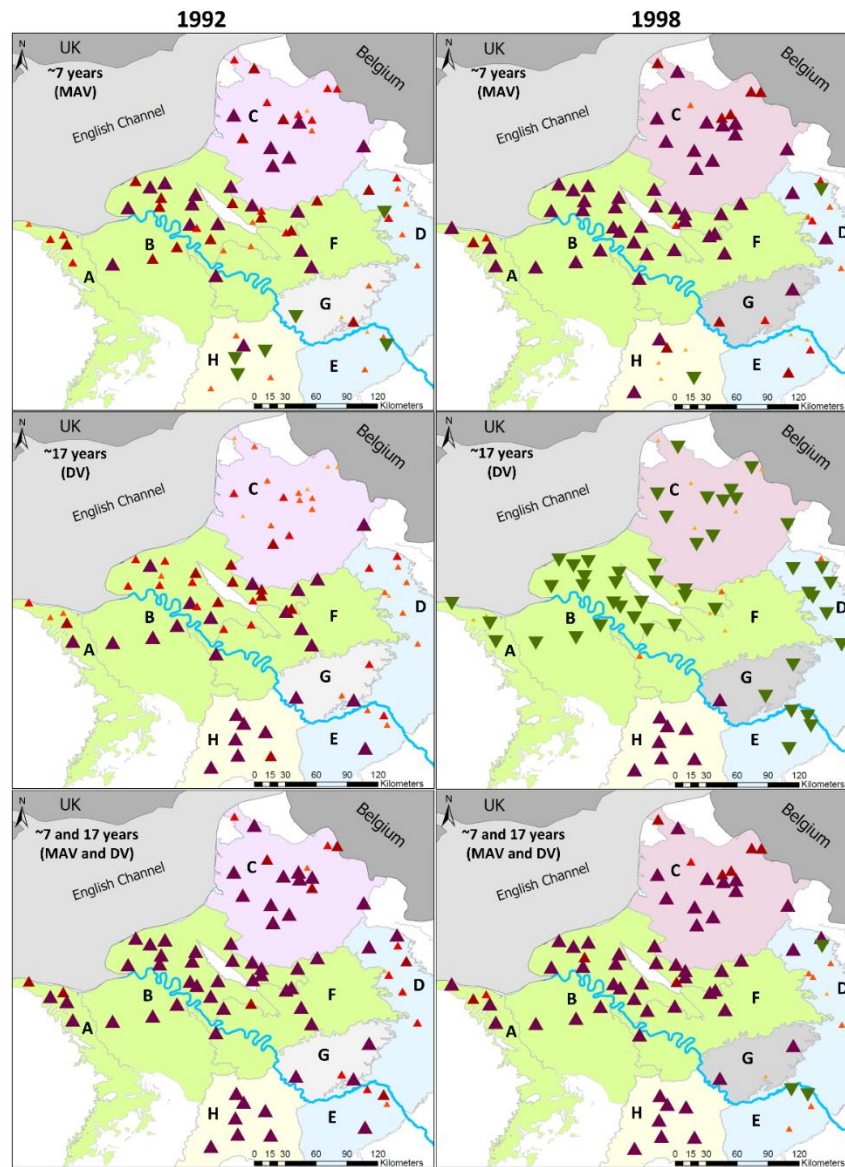 1992 1998
N
UK
Belgium
~7 years
(MAV)
English Channel
C
D
B
F
A
G
H
E
0 15 30 60 90 120
Kilometers
N
UK
Belgium
~7 years
(MAV)
English Channel
C
D
B
F
A
G
H
E
0 15 30 60 90 120
Kilometers
N
UK
Belgium
~17 years
(DV)
English Channel
C
D
B
F
A
G
H
E
0 15 30 60 90 120
Kilometers
N
UK
Belgium
~17 years
(DV)
English Channel
C
D
B
F
A
G
H
E
0 15 30 60 90 120
Kilometers
N
UK
Belgium
~7 and 17 years
(MAV and DV)
English Channel
C
D
B
F
A
G
H
E
0 15 30 60 90 120
Kilometers
N
UK
Belgium
~7 and 17 years
(MAV and DV)
English Channel
C
D
B
F
A
G
H
E
0 15 30 60 90 120
Kilometers